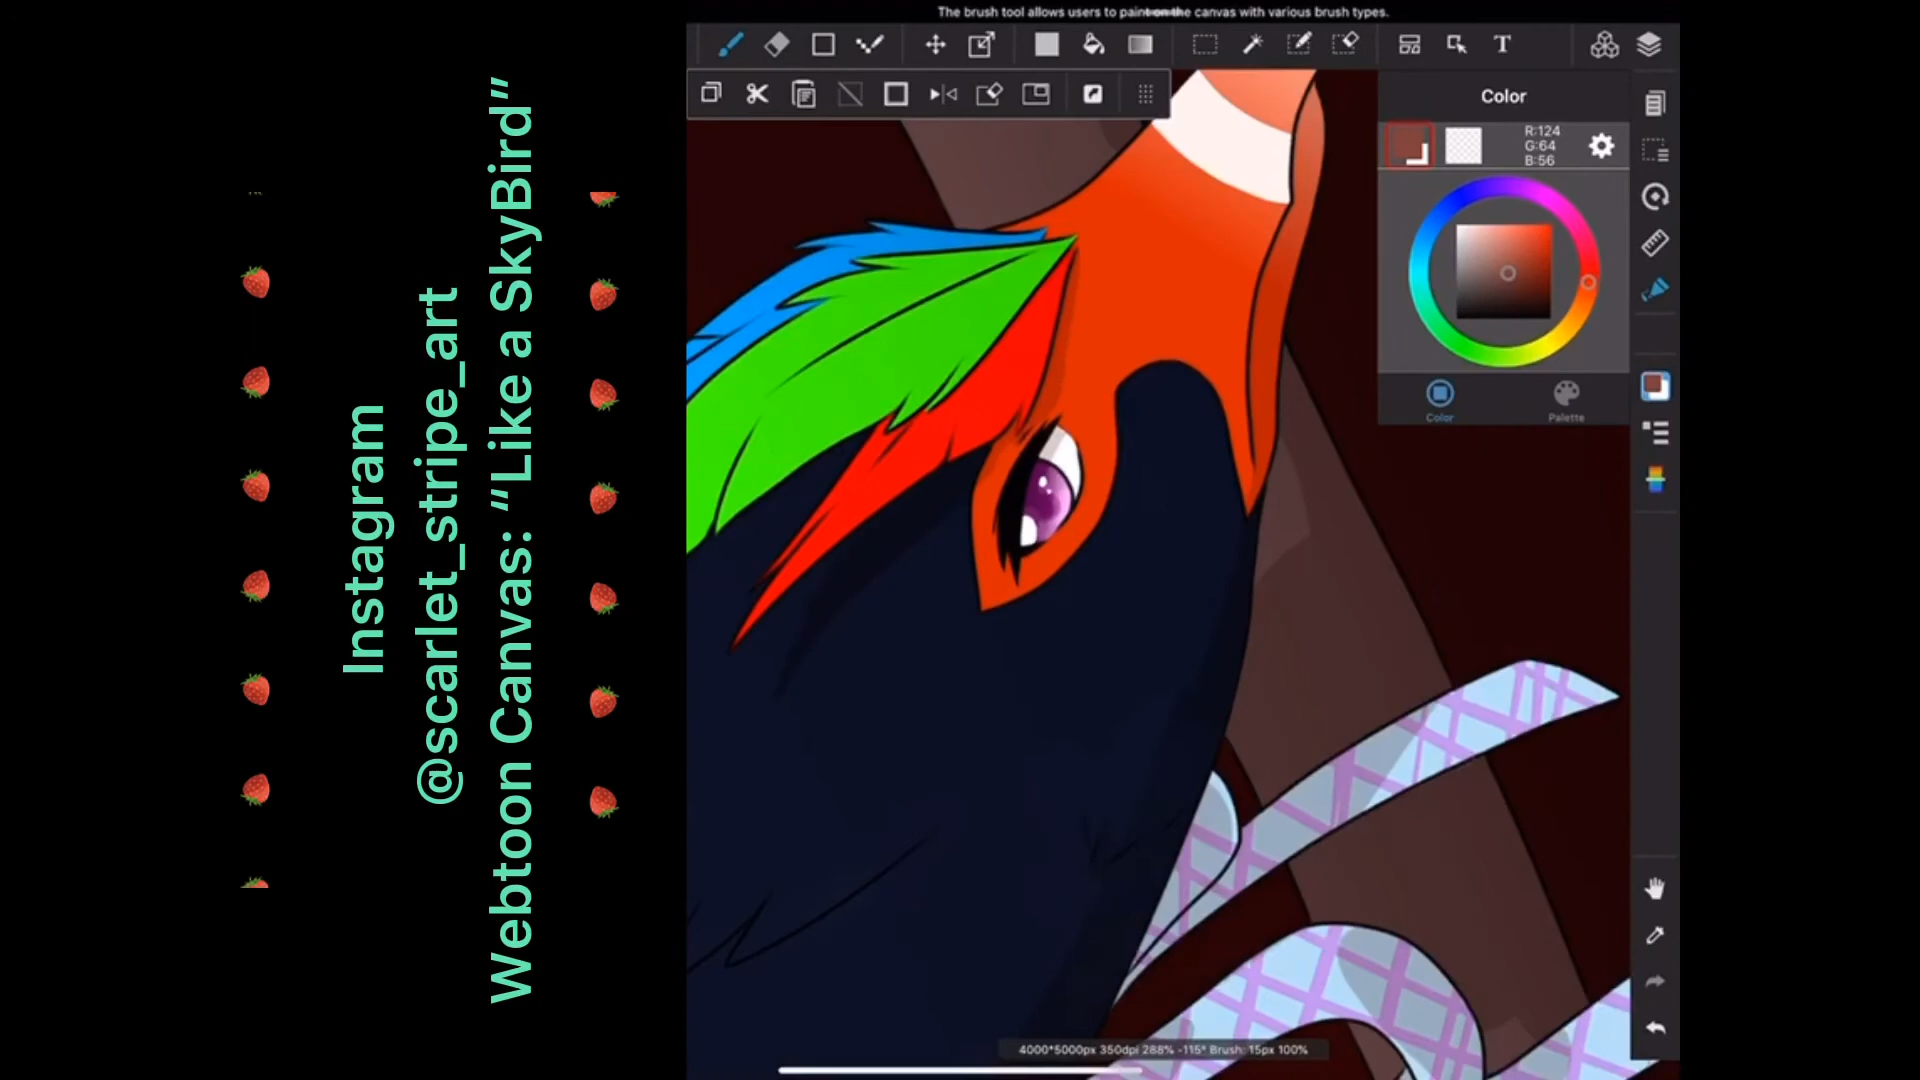 Instagram
@scarlet_stripe_art
Webtoon Canvas: "Like a SkyBird"
The brush tool allows users to paint on the canvas with various brush types.
T
Color
R:124
G:64
B:56
Color
Palette
4000*5000px 350dpi 288% -115° Brush: 15px 100%